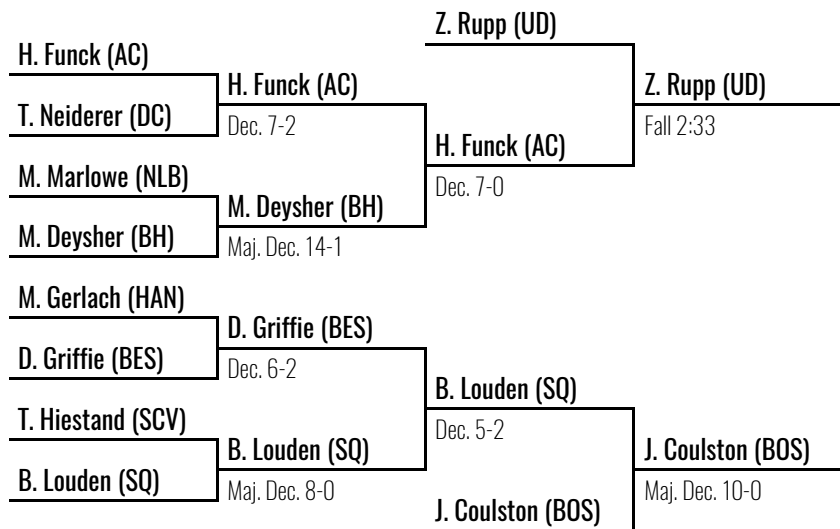 Z. Rupp (UD)
H. Funck (AC)
H. Funck (AC)
Z. Rupp (UD)
T. Neiderer (DC)
Dec. 7-2
Fall 2:33
H. Funck (AC)
M. Marlowe (NLB)
Dec. 7-0
M. Deysher (BH)
M. Deysher (BH)
Maj. Dec. 14-1
M. Gerlach (HAN)
D. Griffie (BES)
D. Griffie (BES)
Dec. 6-2
B. Louden (SQ)
T. Hiestand (SCV)
Dec. 5-2
B. Louden (SQ)
J. Coulston (BOS)
B. Louden (SQ)
Maj. Dec. 8-0
Maj. Dec. 10-0
J. Coulston (BOS)